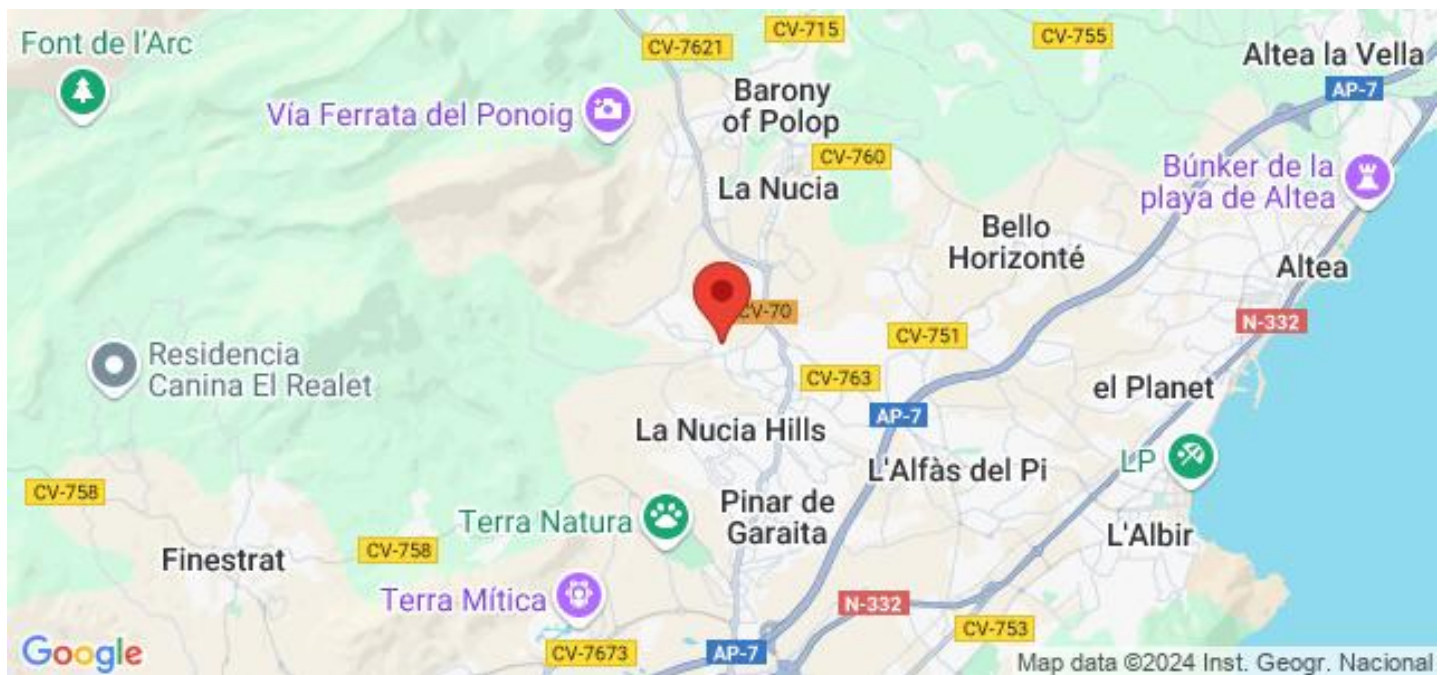 CV-715
CV-755
Font de l'Arc
CV-7621
Altea la Vella
AP-7
Barony
of Polop
Vía Ferrata del Ponoig
CV-760
Búnker de la
playa de Altea
La Nucia
Bello
Horizonté
Altea
CV-70
N-332
CV-751
Residencia
Canina El Realet
CV-763
el Planet
AP-7
La Nucia Hills
LP
L'Alfàs del Pi
CV-758
Pinar de
Garaita
Terra Natura
L'Albir
CV-758
Finestrat
Terra Mítica
N-332
CV-753
CV-7673
AP-7
Google
Map data ©2024 Inst. Geogr. Nacional